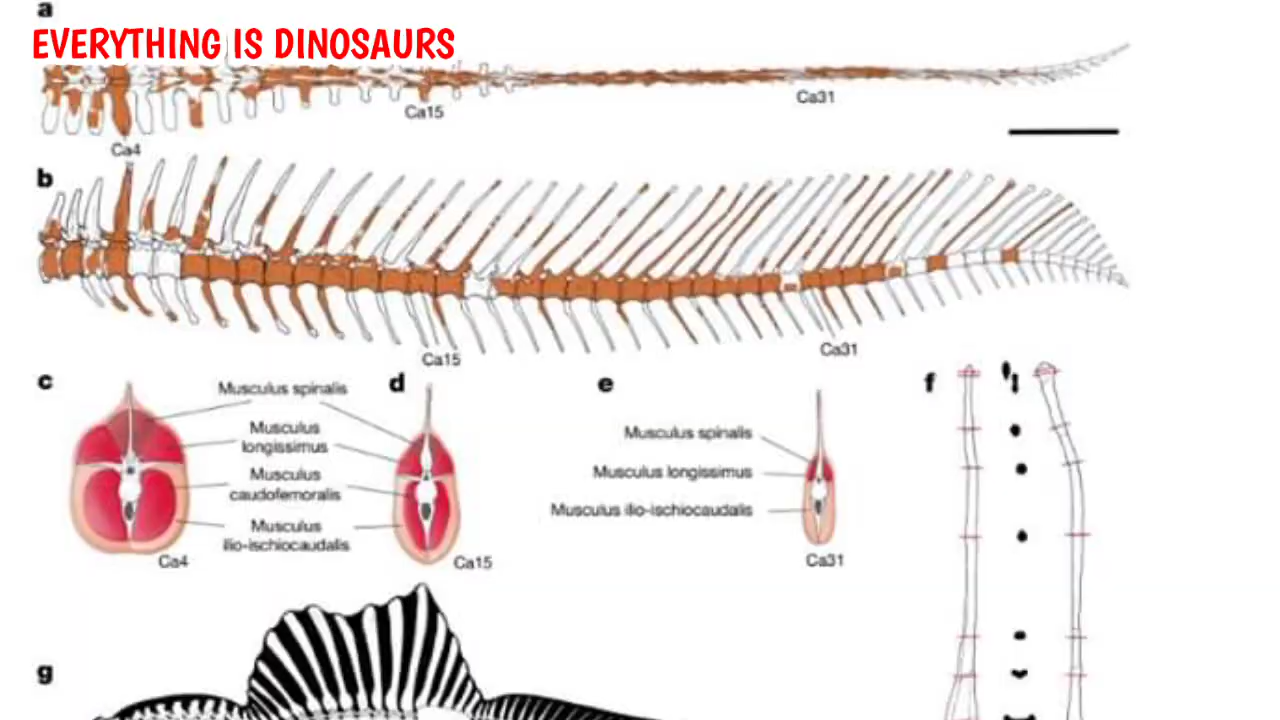 a
EVERYTHING IS DINOSAURS
Ca15
Ca31
Ca4
b
Ca15
Ca31
c
d
e
f
Musculus spinalis
Musculus
longissimus
Musculus
caudofemoralis
Musculus
ilio-ischiocaudalis
Ca4
Ca15
Musculus spinalis
Musculus longissimus
Musculus ilio-ischiocaudalis
Ca31
g